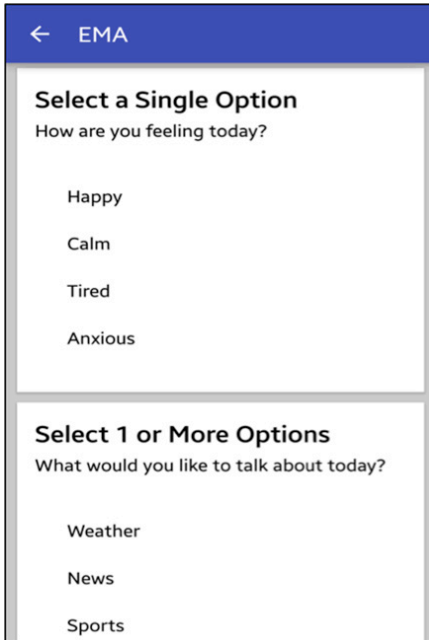 EMA
Select a Single Option
How are you feeling today?
Happy
Calm
Tired
Anxious
Select 1 or More Options
What would you like to talk about today?
Weather
News
Sports